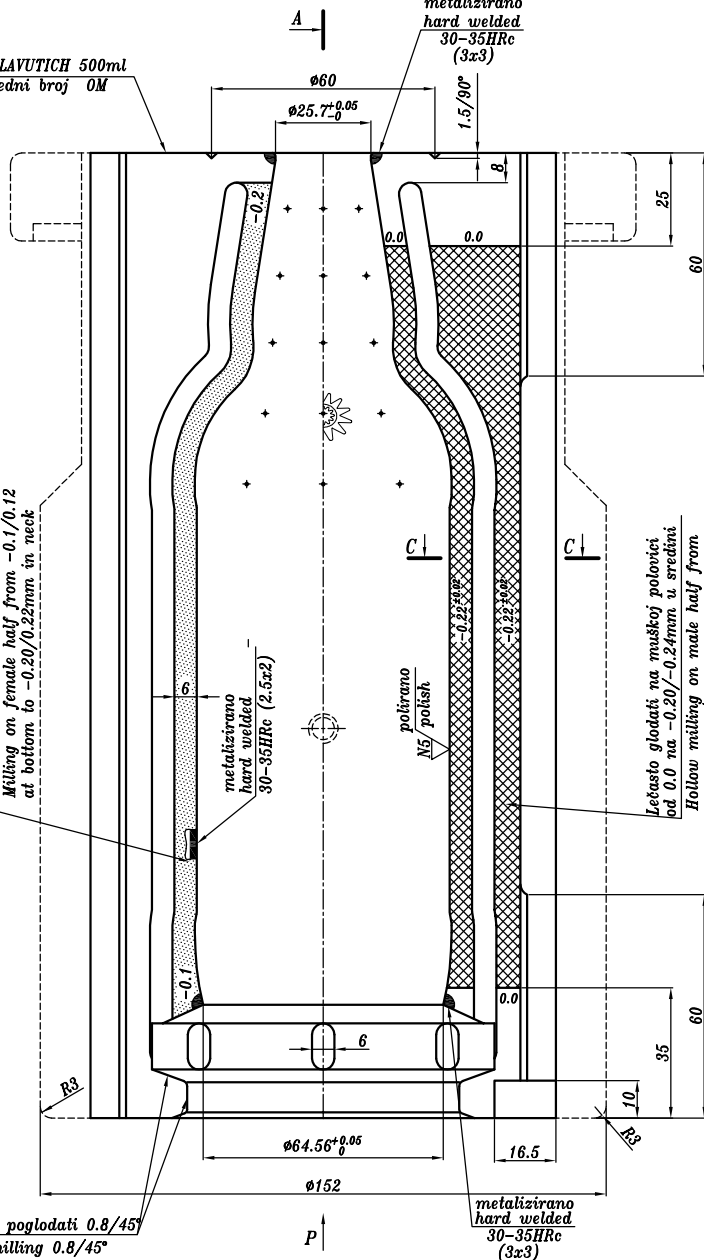 A
metalizirano
hard welded
30-35HRc
(3x3)
LAVUTICH 500ml
edni broj OM
ø60
ø25.7+0.05 -0
1.5/90°
8
25
60
-0.2
0.0
0.0
Milling on female half from -0.1/0.12
at bottom to -0.20/0.22mm in neck
C
C
-0.22±0.02
-0.22±0.02
6
metalizirano
hard welded
30-35HRc (2.5x2)
polirano
N5 polish
Lečasto glodati na muškoj polovici
od 0.0 na -0.20/-0.24mm u sredini
Hollow milling on male half from
-0.1
0.0
6
35
60
10
R3
R3
ø64.56+0.05 0
16.5
ø152
poglodati 0.8/45°
milling 0.8/45°
P
metalizirano
hard welded
30-35HRc
(3x3)